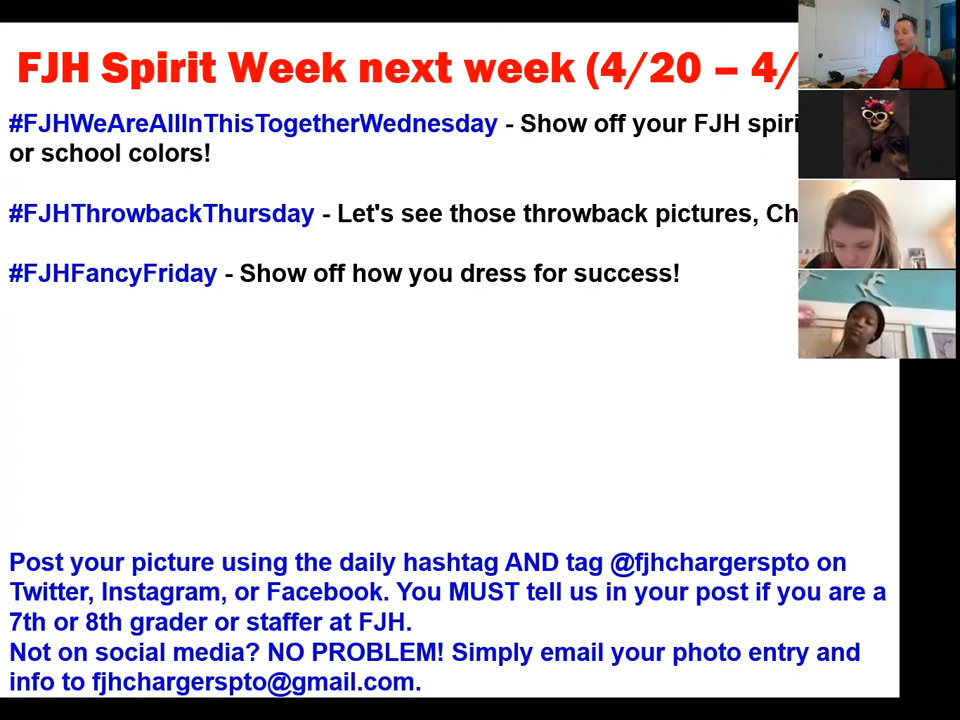 FJH Spirit Week next week (4/20 – 4/
#FJHWeAreAllInThisTogetherWednesday - Show off your FJH spiri
or school colors!
#FJHThrowbackThursday - Let's see those throwback pictures, Ch
#FJHFancyFriday - Show off how you dress for success!
Post your picture using the daily hashtag AND tag @fjhchargerspto on
Twitter, Instagram, or Facebook. You MUST tell us in your post if you are a
7th or 8th grader or staffer at FJH.
Not on social media? NO PROBLEM! Simply email your photo entry and
info to fjhchargerspto@gmail.com.